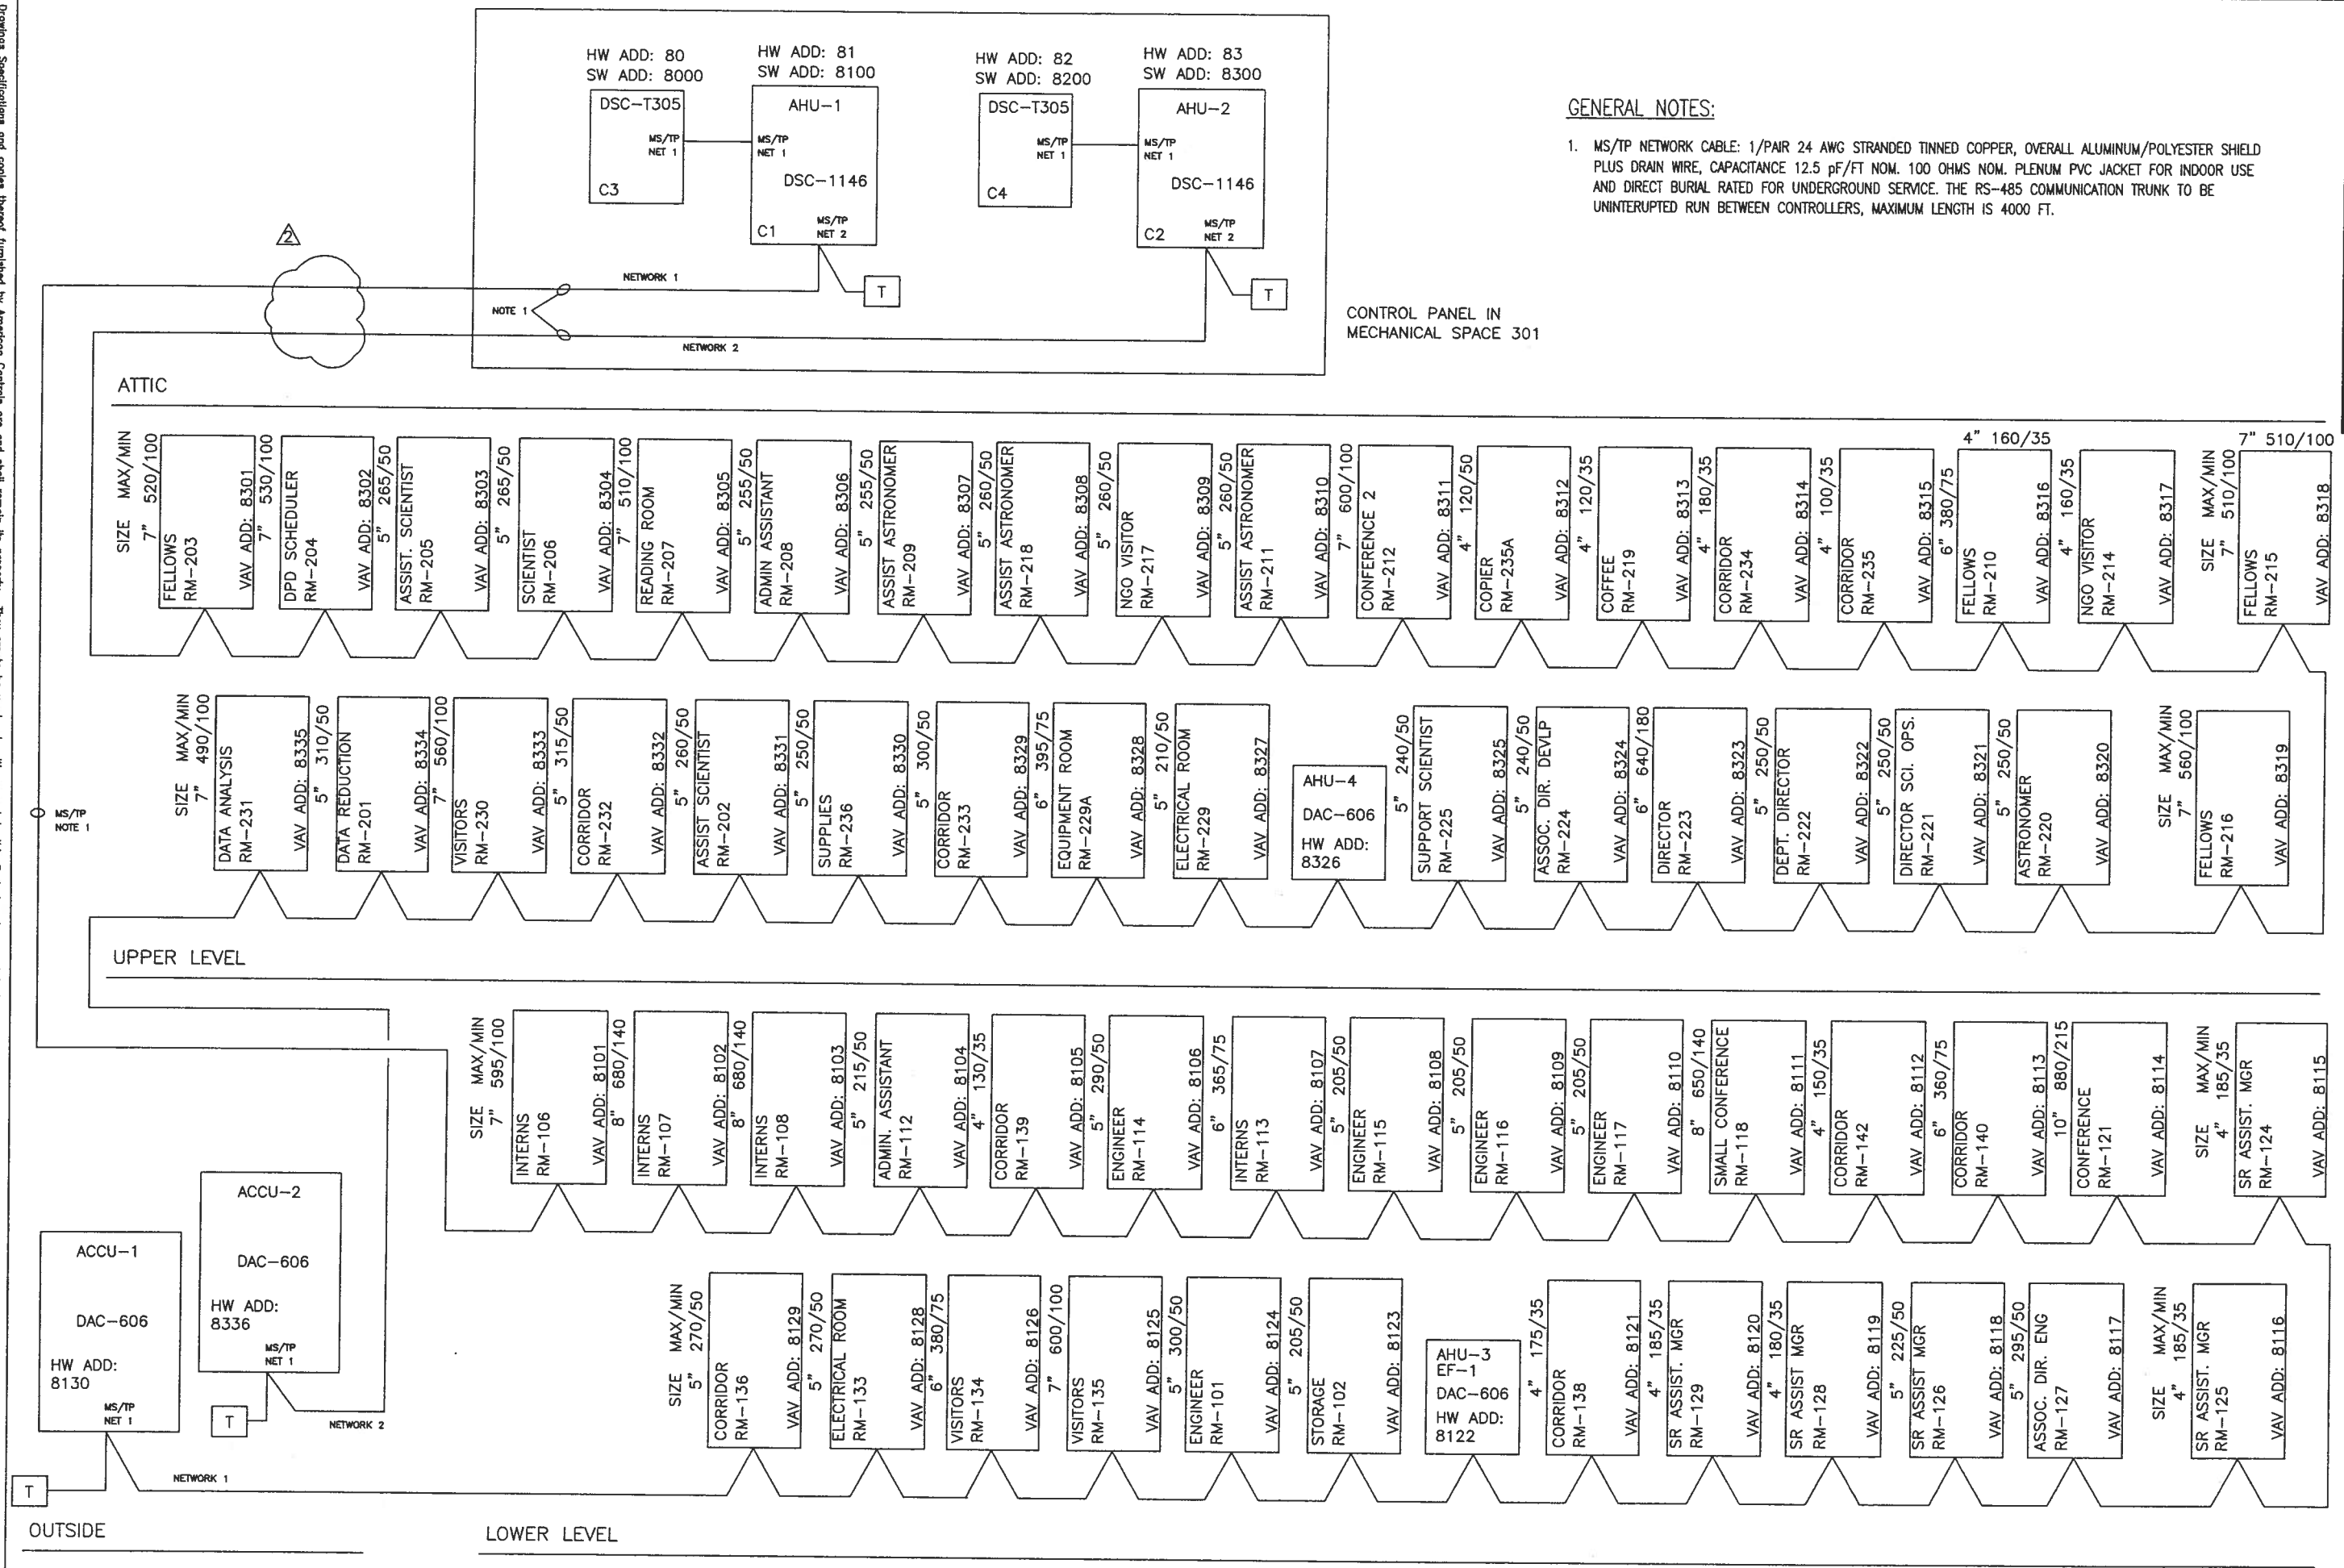 HW ADD: 80
SW ADD: 8000
DSC-T305
MS/TP
NET 1
C3
HW ADD: 81
SW ADD: 8100
AHU-1
MS/TP
NET 1
DSC-1146
MS/TP
NET 2
C1
T
HW ADD: 82
SW ADD: 8200
DSC-T305
MS/TP
NET 1
C4
HW ADD: 83
SW ADD: 8300
AHU-2
MS/TP
NET 1
DSC-1146
MS/TP
NET 2
C2
T
2
NETWORK 1
NOTE 1
NETWORK 2
CONTROL PANEL IN
MECHANICAL SPACE 301
GENERAL NOTES:
1. MS/TP NETWORK CABLE: 1/PAIR 24 AWG STRANDED TINNED COPPER, OVERALL ALUMINUM/POLYESTER SHIELD
PLUS DRAIN WIRE, CAPACITANCE 12.5 pF/FT NOM. 100 OHMS NOM. PLENUM PVC JACKET FOR INDOOR USE
AND DIRECT BURIAL RATED FOR UNDERGROUND SERVICE. THE RS-485 COMMUNICATION TRUNK TO BE
UNINTERUPTED RUN BETWEEN CONTROLLERS, MAXIMUM LENGTH IS 4000 FT.
ATTIC
SIZE MAX/MIN
7" 520/100
FELLOWS
RM-203
VAV ADD: 8301
7" 530/100
DPD SCHEDULER
RM-204
VAV ADD: 8302
5" 265/50
ASSIST. SCIENTIST
RM-205
VAV ADD: 8303
5" 265/50
SCIENTIST
RM-206
VAV ADD: 8304
7" 510/100
READING ROOM
RM-207
VAV ADD: 8305
5" 255/50
ADMIN ASSISTANT
RM-208
VAV ADD: 8306
5" 255/50
ASSIST ASTRONOMER
RM-209
VAV ADD: 8307
5" 260/50
ASSIST ASTRONOMER
RM-218
VAV ADD: 8308
5" 260/50
NGO VISITOR
RM-217
VAV ADD: 8309
5" 260/50
ASSIST ASTRONOMER
RM-211
VAV ADD: 8310
7" 600/100
CONFERENCE 2
RM-212
VAV ADD: 8311
4" 120/50
COPIER
RM-235A
VAV ADD: 8312
4" 120/35
COFFEE
RM-219
VAV ADD: 8313
4" 180/35
CORRIDOR
RM-234
VAV ADD: 8314
4" 100/35
CORRIDOR
RM-235
VAV ADD: 8315
6" 380/75
4" 160/35
FELLOWS
RM-210
VAV ADD: 8316
4" 160/35
NGO VISITOR
RM-214
VAV ADD: 8317
7" 510/100
SIZE MAX/MIN
7" 510/100
FELLOWS
RM-215
VAV ADD: 8318
SIZE MAX/MIN
7" 490/100
DATA ANALYSIS
RM-231
VAV ADD: 8335
5" 310/50
DATA REDUCTION
RM-201
VAV ADD: 8334
7" 560/100
VISITORS
RM-230
VAV ADD: 8333
5" 315/50
CORRIDOR
RM-232
VAV ADD: 8332
5" 260/50
ASSIST SCIENTIST
RM-202
VAV ADD: 8331
5" 250/50
SUPPLIES
RM-236
VAV ADD: 8330
5" 300/50
CORRIDOR
RM-233
VAV ADD: 8329
6" 395/75
EQUIPMENT ROOM
RM-229A
VAV ADD: 8328
5" 210/50
ELECTRICAL ROOM
RM-229
VAV ADD: 8327
AHU-4
DAC-606
HW ADD:
8326
5" 240/50
SUPPORT SCIENTIST
RM-225
VAV ADD: 8325
5" 240/50
ASSOC. DIR. DEVLP
RM-224
VAV ADD: 8324
6" 640/180
DIRECTOR
RM-223
VAV ADD: 8323
5" 250/50
DEPT. DIRECTOR
RM-222
VAV ADD: 8322
5" 250/50
DIRECTOR SCI. OPS.
RM-221
VAV ADD: 8321
5" 250/50
ASTRONOMER
RM-220
VAV ADD: 8320
SIZE MAX/MIN
7" 560/100
FELLOWS
RM-216
VAV ADD: 8319
MS/TP
NOTE 1
UPPER LEVEL
SIZE MAX/MIN
7" 595/100
INTERNS
RM-106
VAV ADD: 8101
8" 680/140
INTERNS
RM-107
VAV ADD: 8102
8" 680/140
INTERNS
RM-108
VAV ADD: 8103
5" 215/50
ADMIN. ASSISTANT
RM-112
VAV ADD: 8104
4" 130/35
CORRIDOR
RM-139
VAV ADD: 8105
5" 290/50
ENGINEER
RM-114
VAV ADD: 8106
6" 365/75
INTERNS
RM-113
VAV ADD: 8107
5" 205/50
ENGINEER
RM-115
VAV ADD: 8108
5" 205/50
ENGINEER
RM-116
VAV ADD: 8109
5" 205/50
ENGINEER
RM-117
VAV ADD: 8110
8" 650/140
SMALL CONFERENCE
RM-118
VAV ADD: 8111
4" 150/35
CORRIDOR
RM-142
VAV ADD: 8112
6" 360/75
CORRIDOR
RM-140
VAV ADD: 8113
10" 880/215
CONFERENCE
RM-121
VAV ADD: 8114
SIZE MAX/MIN
4" 185/35
SR ASSIST. MGR
RM-124
VAV ADD: 8115
ACCU-1
DAC-606
HW ADD:
8130
MS/TP
NET 1
T
NETWORK 1
ACCU-2
DAC-606
HW ADD:
8336
MS/TP
NET 1
T
NETWORK 2
SIZE MAX/MIN
5" 270/50
CORRIDOR
RM-136
VAV ADD: 8129
5" 270/50
ELECTRICAL ROOM
RM-133
VAV ADD: 8128
6" 380/75
VISITORS
RM-134
VAV ADD: 8126
7" 600/100
VISITORS
RM-135
VAV ADD: 8125
5" 300/50
ENGINEER
RM-101
VAV ADD: 8124
5" 205/50
STORAGE
RM-102
VAV ADD: 8123
AHU-3
EF-1
DAC-606
HW ADD:
8122
4" 175/35
CORRIDOR
RM-138
VAV ADD: 8121
4" 185/35
SR ASSIST. MGR
RM-129
VAV ADD: 8120
4" 180/35
SR ASSIST MGR
RM-128
VAV ADD: 8119
5" 225/50
SR ASSIST MGR
RM-126
VAV ADD: 8118
5" 295/50
ASSOC. DIR. ENG
RM-127
VAV ADD: 8117
SIZE MAX/MIN
4" 185/35
SR ASSIST. MGR
RM-125
VAV ADD: 8116
OUTSIDE
LOWER LEVEL